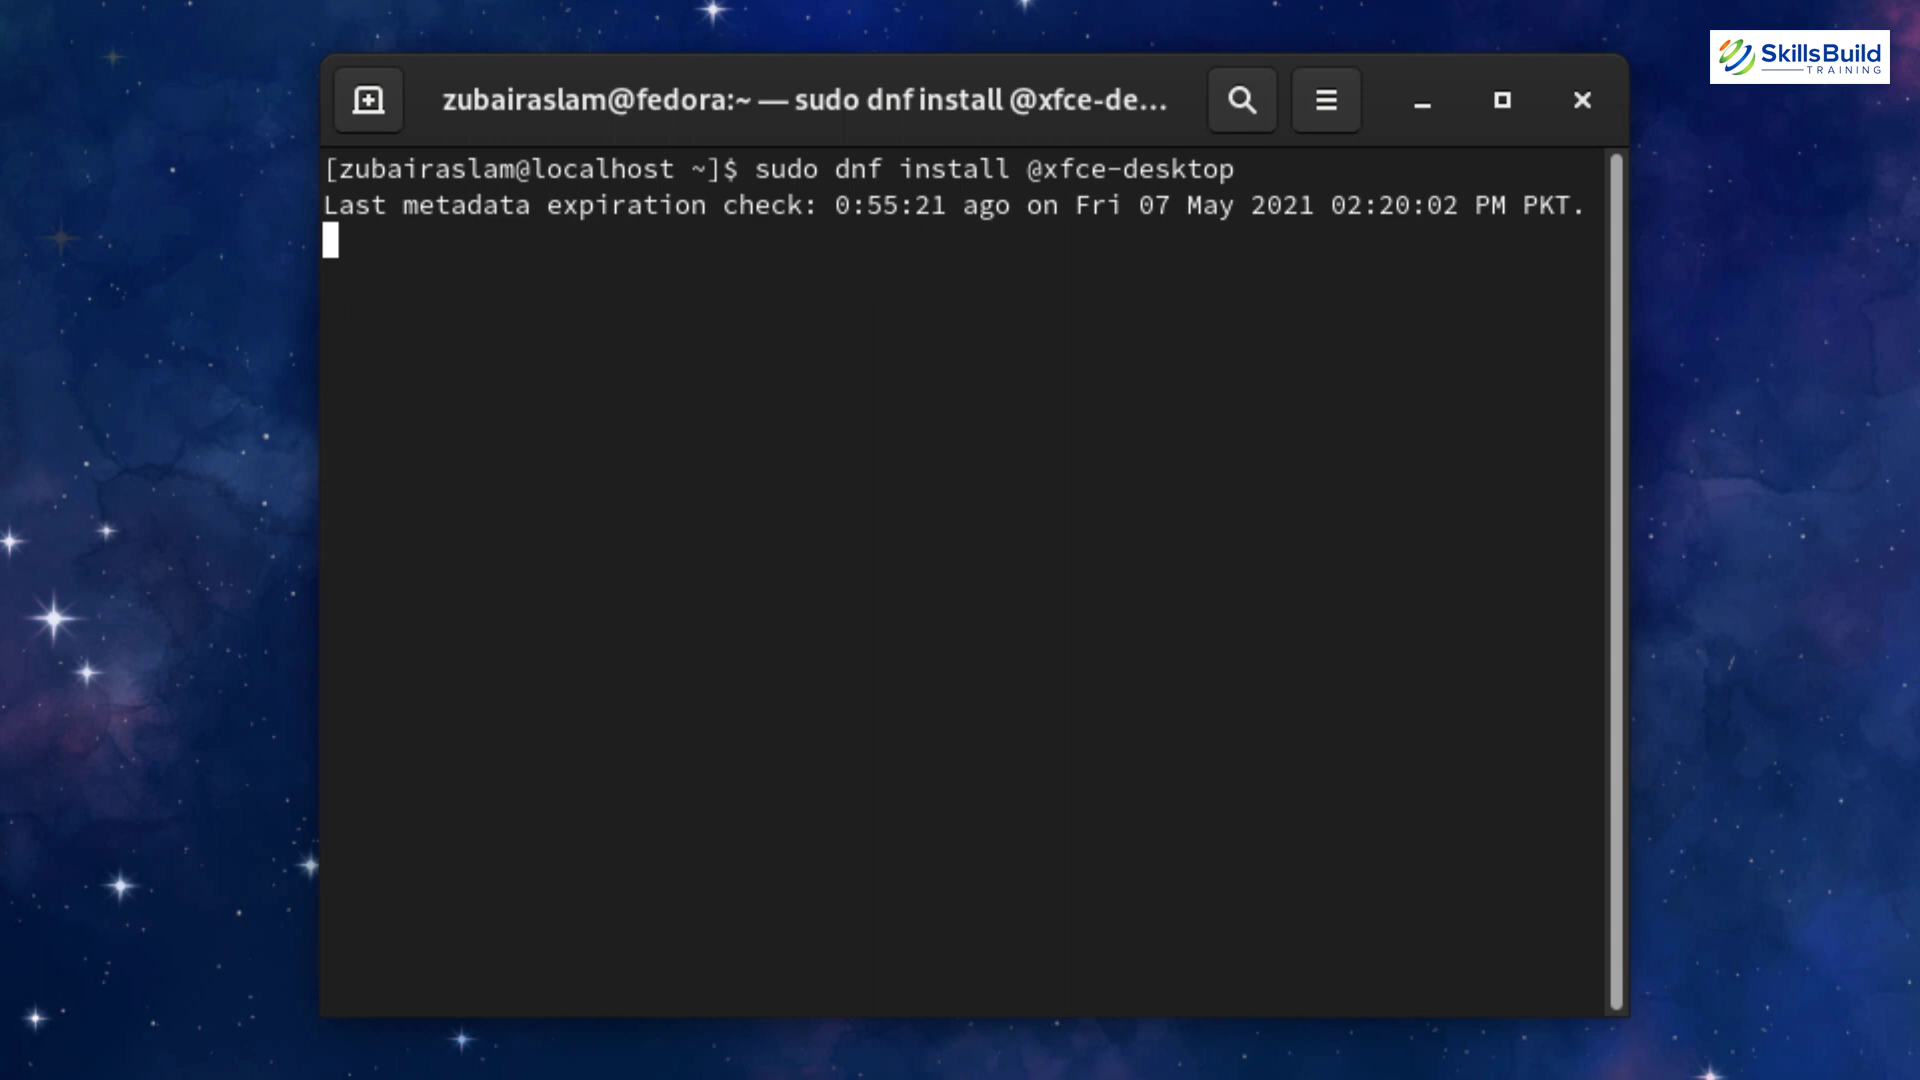 SkillsBuild
TRAINING
zubairaslam@fedora:~ — sudo dnf install @xfce-de...
[zubairaslam@localhost ~]$ sudo dnf install @xfce-desktop
Last metadata expiration check: 0:55:21 ago on Fri 07 May 2021 02:20:02 PM PKT.